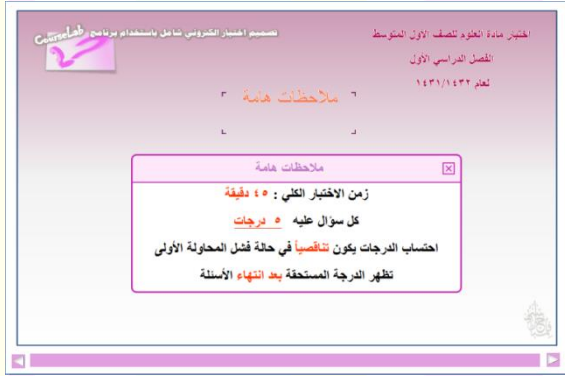 اختبار مادة العلوم للصف الاول المتوسط
الفصل الدراسي الأول
لعام ١٤٣١/١٤٣٢
تصميم اختبار الكتروني شامل باستخدام برنامج
CourseLab
ملاحظات هامة
ملاحظات هامة
زمن الاختبار الكلي : ٤٥ دقيقة
كل سؤال عليه ٥ درجات
احتساب الدرجات يكون تناقصياً في حالة فشل المحاولة الأولى
تظهر الدرجة المستحقة بعد انتهاء الأسئلة